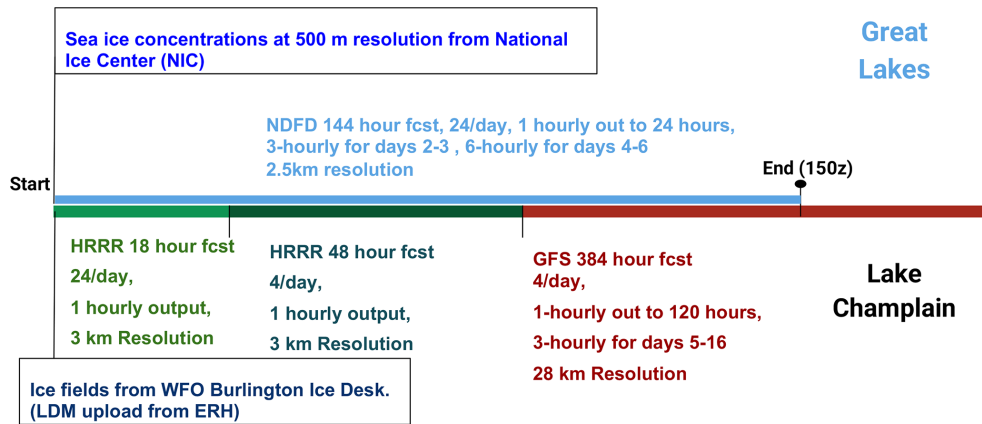 Sea ice concentrations at 500 m resolution from National
Ice Center (NIC)
Great
Lakes
NDFD 144 hour fcst, 24/day, 1 hourly out to 24 hours,
3-hourly for days 2-3 , 6-hourly for days 4-6
2.5km resolution
End (150z)
Start
HRRR 18 hour fcst
24/day,
1 hourly output,
3 km Resolution
HRRR 48 hour fcst
4/day,
1 hourly output,
3 km Resolution
GFS 384 hour fcst
4/day,
1-hourly out to 120 hours,
3-hourly for days 5-16
28 km Resolution
Lake
Champlain
Ice fields from WFO Burlington Ice Desk.
(LDM upload from ERH)